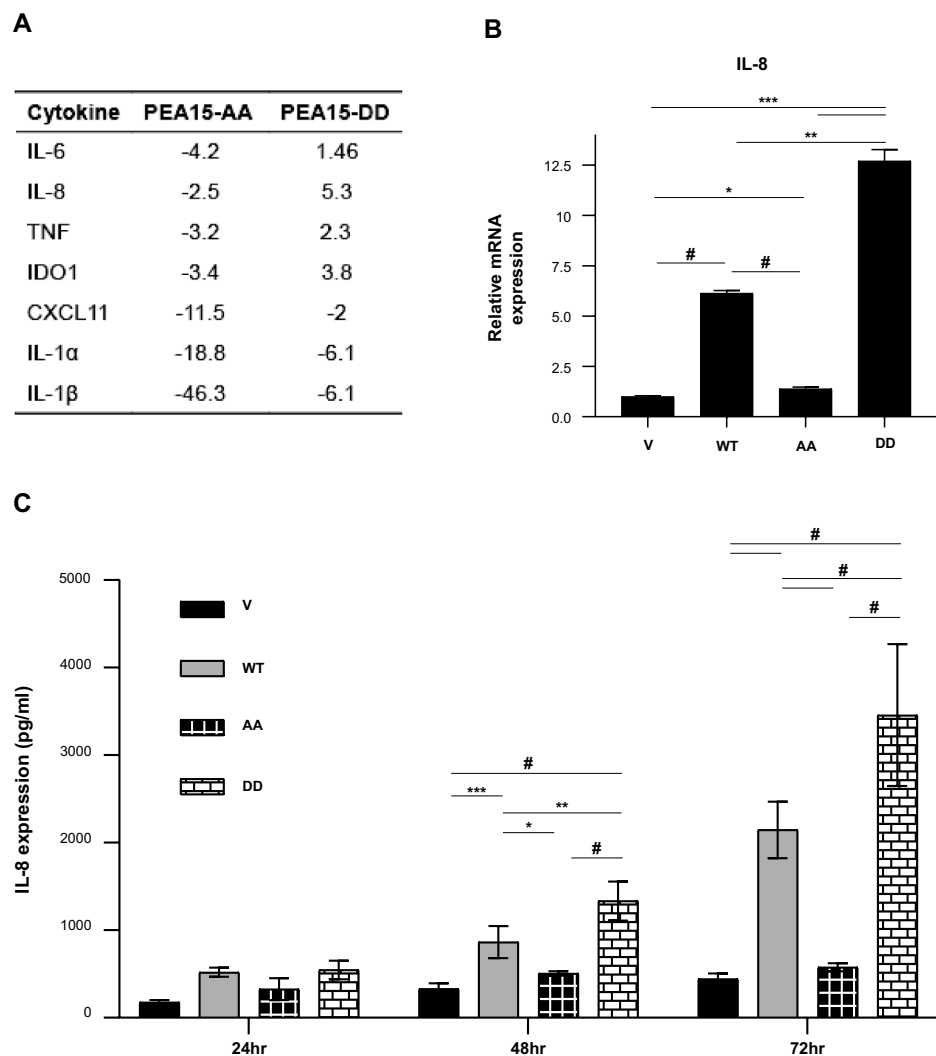 A
Cytokine PEA15-AA PEA15-DD
IL-6 -4.2 1.46
IL-8 -2.5 5.3
TNF -3.2 2.3
IDO1 -3.4 3.8
CXCL11 -11.5 -2
IL-1α -18.8 -6.1
IL-1β -46.3 -6.1
B
IL-8
***
**
*
# #
Relative mRNA
expression
12.5
10
7.5
5.0
2.5
0.0
V WT AA DD
C
IL-8 expression (pg/ml)
5000
4000
3000
2000
1000
0
V
WT
AA
DD
#
***
**
*
#
#
#
#
24hr 48hr 72hr